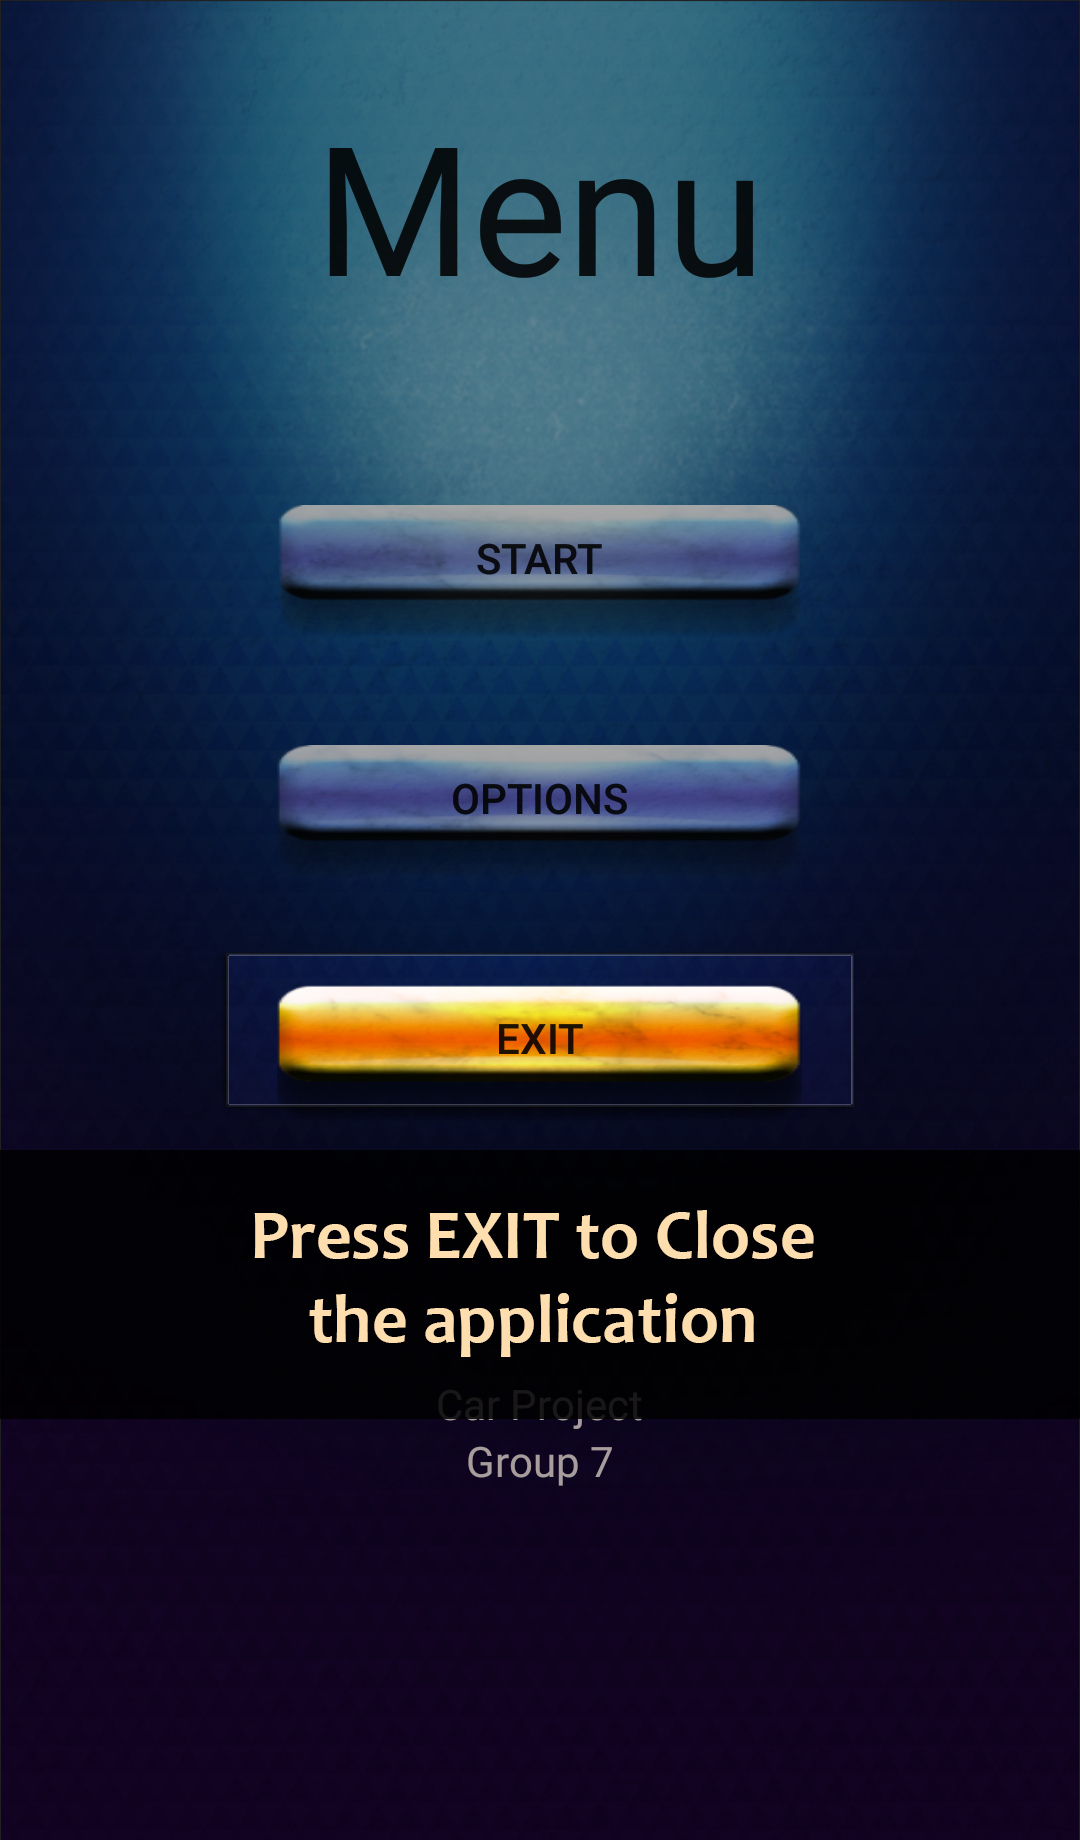 Menu
START
OPTIONS
EXIT
Press EXIT to Close
the application
Car Project
Group 7